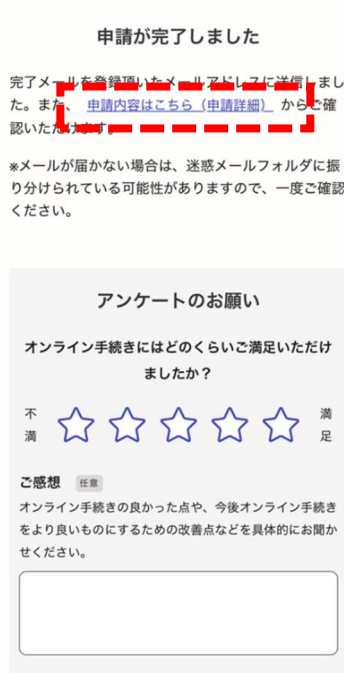 申請が完了しました
完了メールを登録頂いたメールアドレスに送信しまし
た。また、 申請内容はこちら（申請詳細） からご確
認いただけます。
※メールが届かない場合は、迷惑メールフォルダに振
り分けられている可能性がありますので、一度ご確認
ください。
アンケートのお願い
オンライン手続きにはどのくらいご満足いただけ
ましたか？
不満
満足
ご感想 任意
オンライン手続きの良かった点や、今後オンライン手続き
をより良いものにするための改善点などを具体的にお聞か
せください。